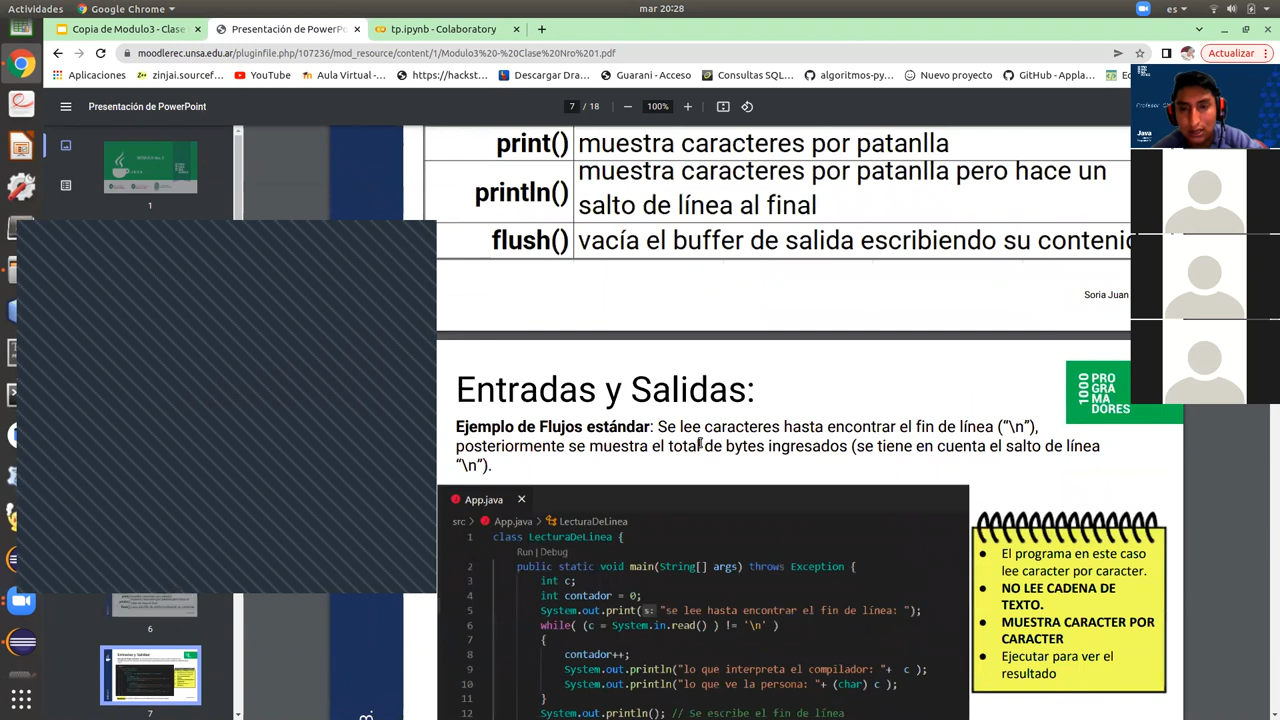 Actividades
Google Chrome
mar 20:28
es
Copia de Modulo3 - Clase
Presentación de PowerPo
tp.ipynb - Colaboratory
moodlerec.unsa.edu.ar/pluginfile.php/107236/mod_resource/content/1/Modulo3%20-%20Clase%20Nro%201.pdf
Actualizar
Aplicaciones
zinjai.sourcef...
YouTube
Aula Virtual -...
https://hackst...
Descargar Dra...
Guarani - Acceso
Consultas SQL...
algoritmos (y...
Nuevo proyecto
GitHub - Appla...
Presentación de PowerPoint
7 / 18
100%
Java
1
print() muestra caracteres por patanlla
println() muestra caracteres por patanlla pero hace un
salto de línea al final
flush() vacía el buffer de salida escribiendo su contenid
Soria Juan
Entradas y Salidas:
1000
PRO
GRA
MA
DORES
Ejemplo de Flujos estándar: Se lee caracteres hasta encontrar el fin de línea (“\n”),
posteriormente se muestra el total de bytes ingresados (se tiene en cuenta el salto de línea
“\n”).
App.java
src > App.java > LecturaDeLinea
1 class LecturaDeLinea {
Run | Debug
2 public static void main(String[] args) throws Exception {
3 int c;
4 int contador = 0;
5 System.out.print(s: "se lee hasta encontrar el fin de línea: ");
6 while( (c = System.in.read() ) != '\n' )
7 {
8 contador++;
9 System.out.println("lo que interpreta el compilador: "+ c );
10 System.out.println("lo que ve la persona: "+ (char) c );
11 }
12 System.out.println(); // Se escribe el fin de línea
● El programa en este caso
lee caracter por caracter.
● NO LEE CADENA DE
TEXTO.
● MUESTRA CARACTER POR
CARACTER
● Ejecutar para ver el
resultado
6
7